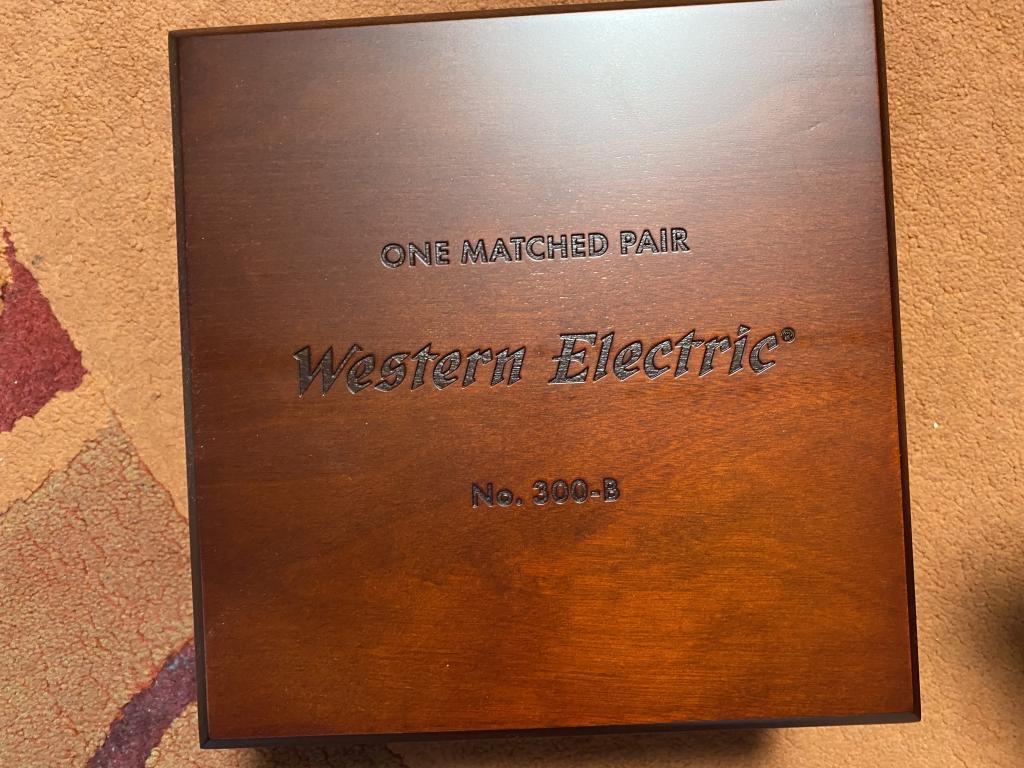 ONE MATCHED PAIR
Western Electric®
No. 300-B